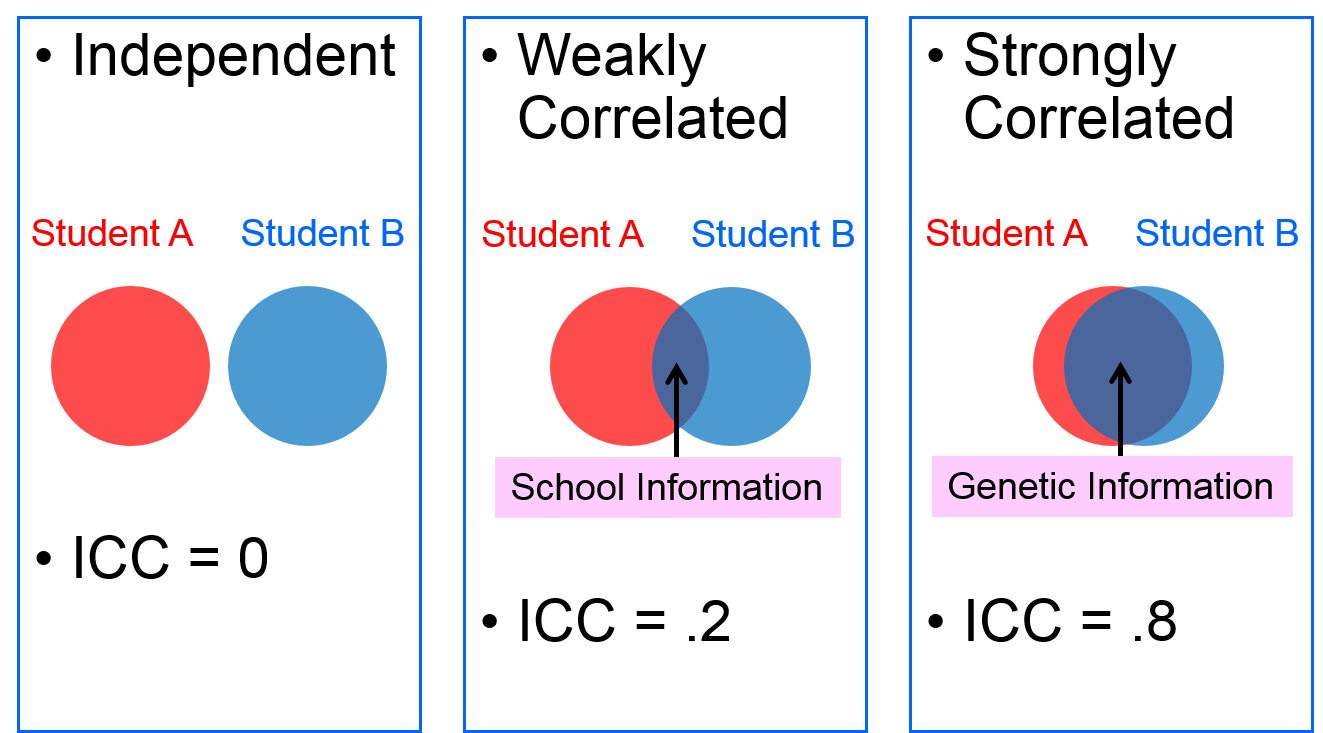 • Independent
Student A Student B
• ICC = 0
• Weakly
Correlated
Student A Student B
School Information
• ICC = .2
• Strongly
Correlated
Student A Student B
Genetic Information
• ICC = .8